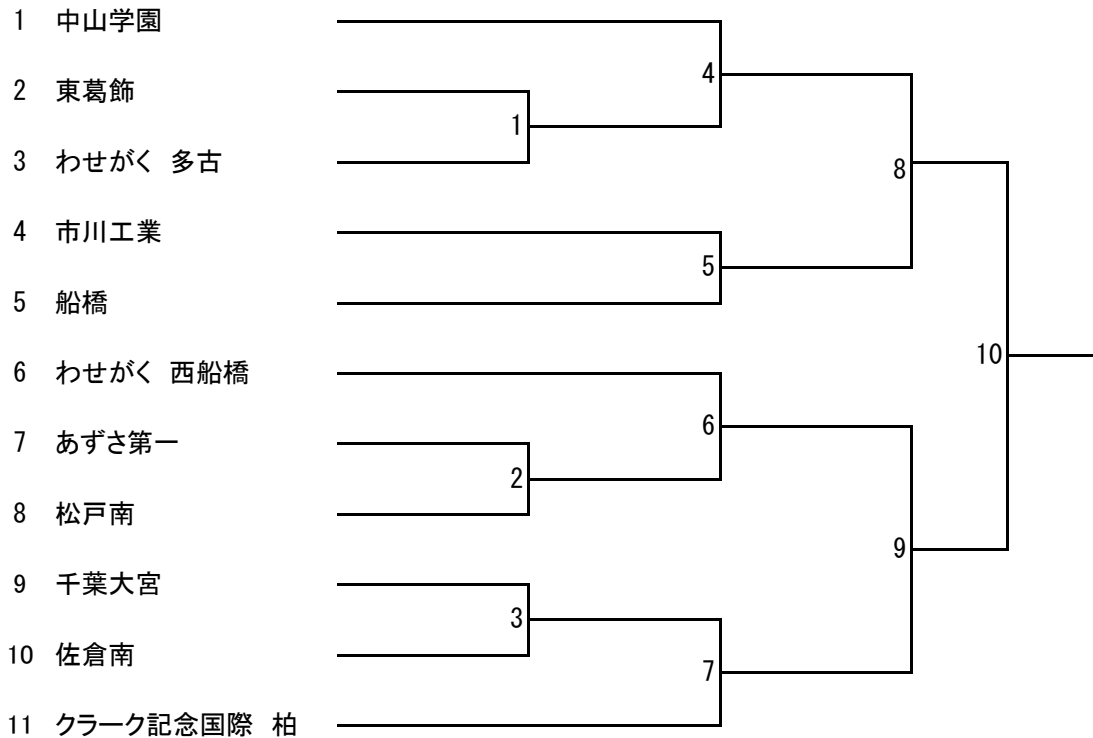 1 中山学園
4
2 東葛飾
1
3 わせがく 多古
8
4 市川工業
5
5 船橋
10
6 わせがく 西船橋
6
7 あずさ第一
2
8 松戸南
9
9 千葉大宮
3
10 佐倉南
7
11 クラーク記念国際 柏